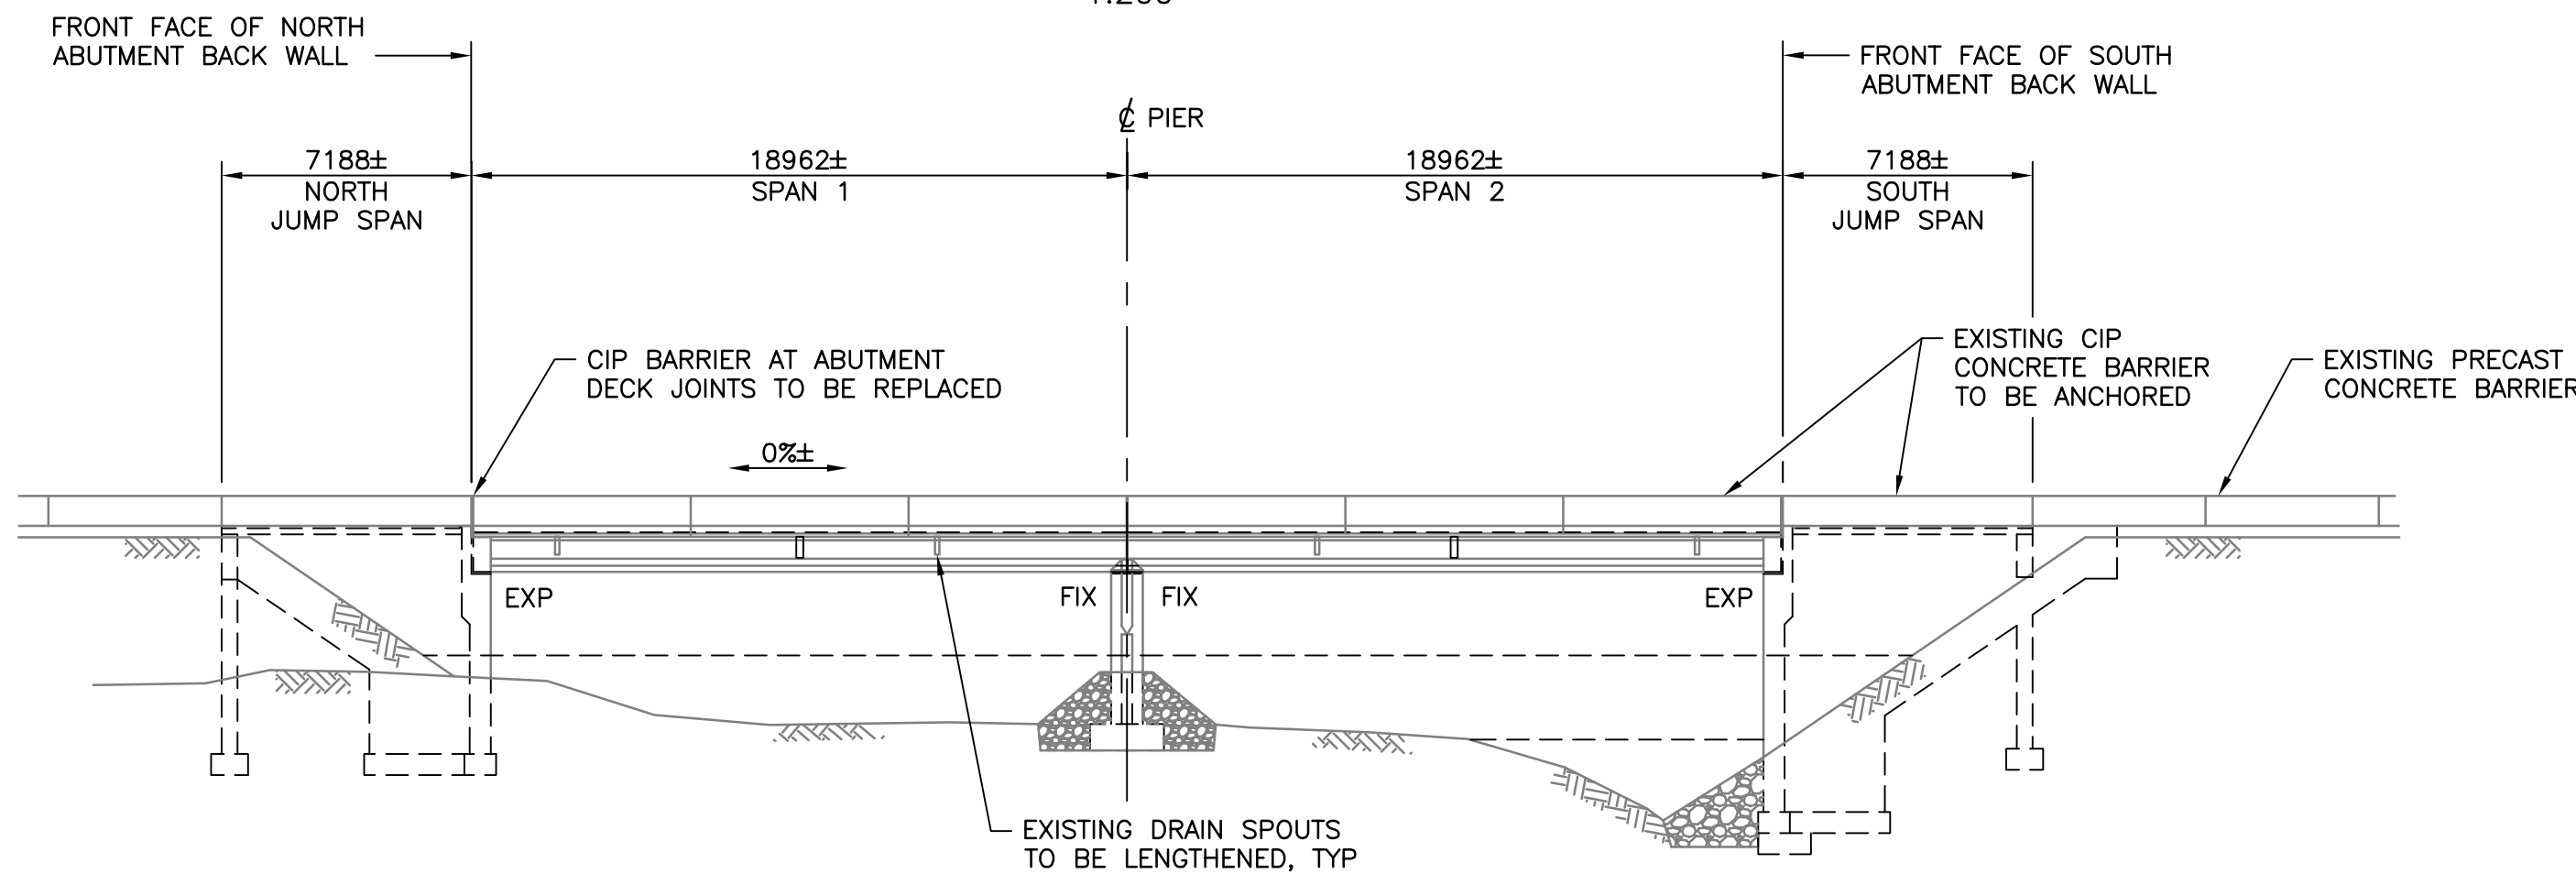 FRONT FACE OF NORTH
ABUTMENT BACK WALL
FRONT FACE OF SOUTH
ABUTMENT BACK WALL
℄ PIER
7188±
NORTH
JUMP SPAN
18962±
SPAN 1
18962±
SPAN 2
7188±
SOUTH
JUMP SPAN
CIP BARRIER AT ABUTMENT
DECK JOINTS TO BE REPLACED
EXISTING CIP
CONCRETE BARRIER
TO BE ANCHORED
EXISTING PRECAST
CONCRETE BARRIER
0%±
EXP
FIX
FIX
EXP
EXISTING DRAIN SPOUTS
TO BE LENGTHENED, TYP